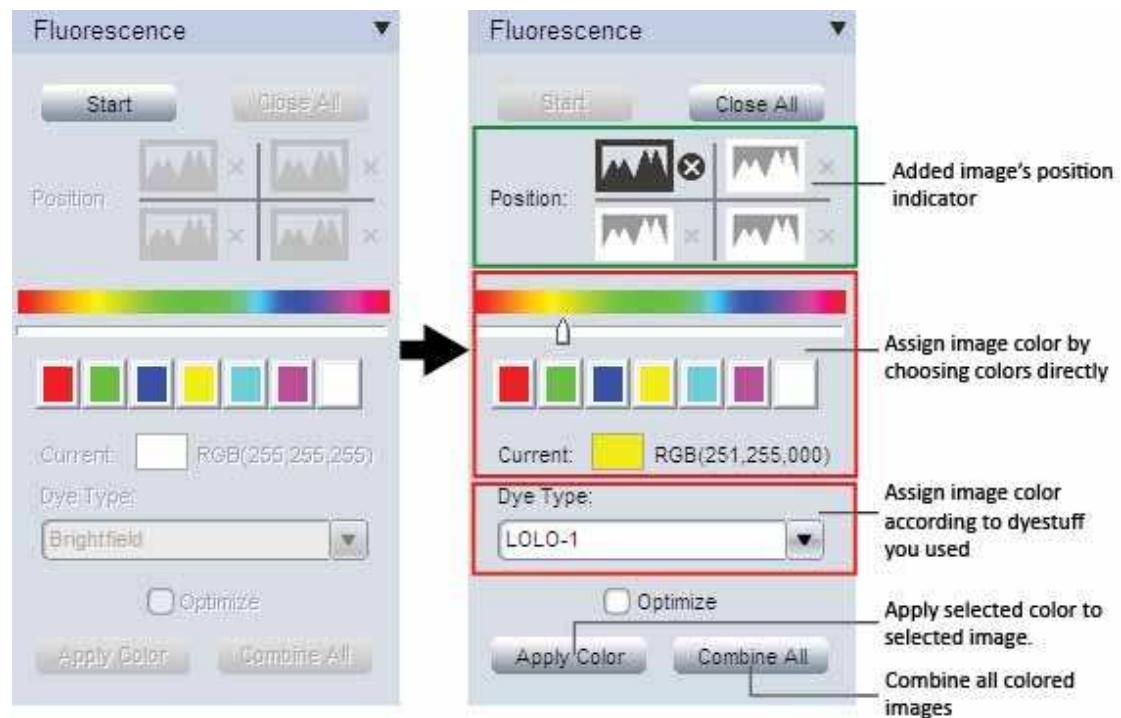 Fluorescence
Start
Close All
Position:
Current:
RGB(255,255,255)
Dye Type:
Brightfield
Optimize
Apply Color
Combine All
Fluorescence
Start
Close All
Position:
Current:
RGB(251,255,000)
Dye Type:
LOLO-1
Optimize
Apply Color
Combine All
Added image's position
indicator
Assign image color by
choosing colors directly
Assign image color
according to dyestuff
you used
Apply selected color to
selected image.
Combine all colored
images